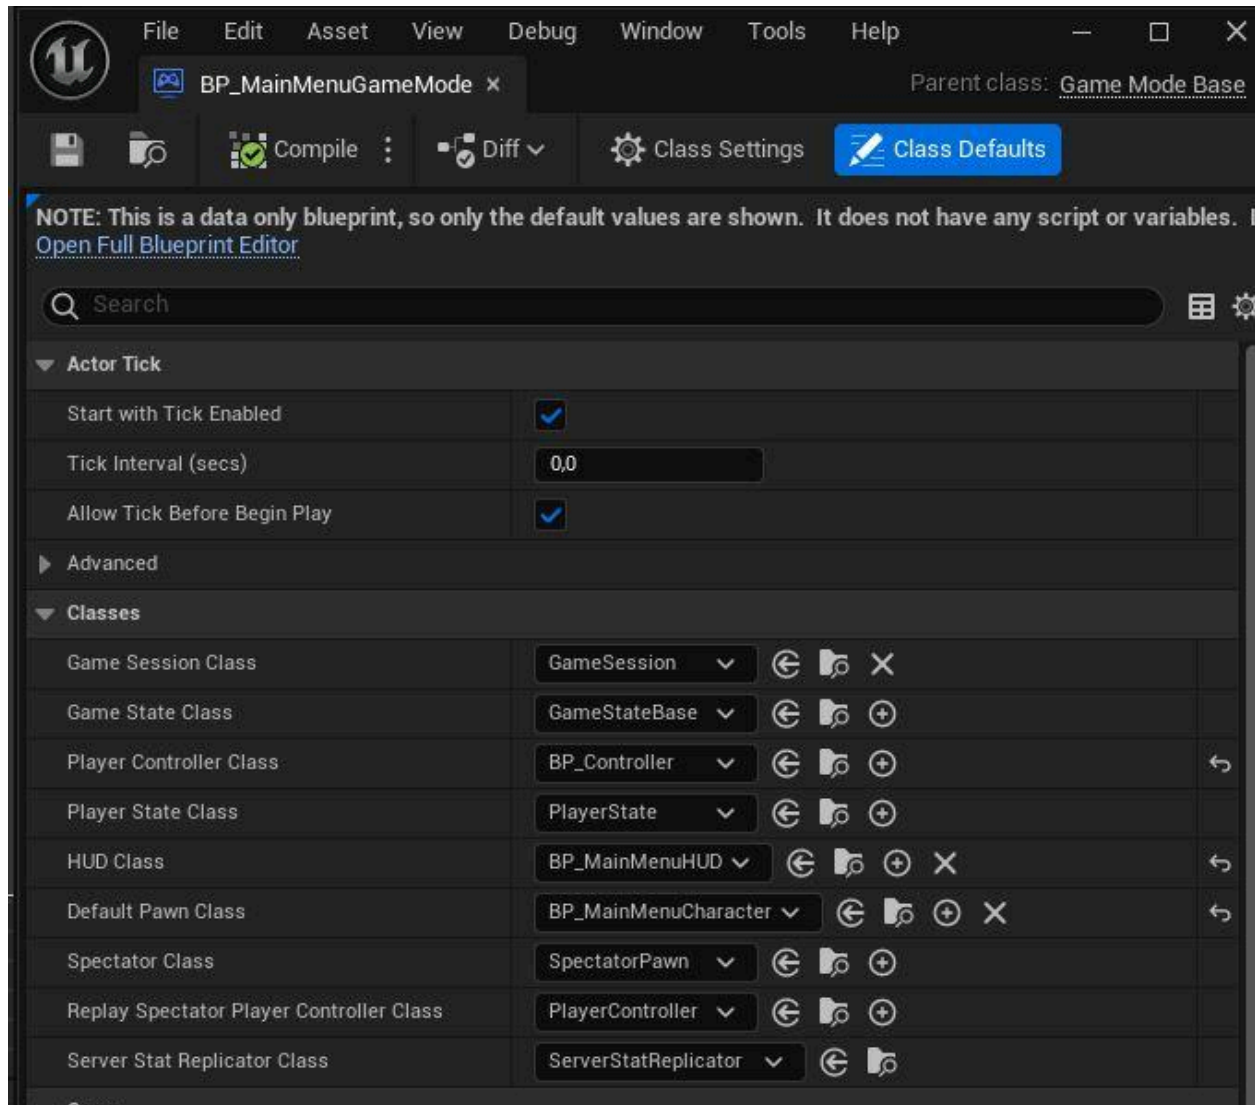 File Edit Asset View Debug Window Tools Help
BP_MainMenuGameMode
Parent class: Game Mode Base
Compile Diff Class Settings Class Defaults
NOTE: This is a data only blueprint, so only the default values are shown. It does not have any script or variables.
Open Full Blueprint Editor
Search
Actor Tick
Start with Tick Enabled
Tick Interval (secs) 0,0
Allow Tick Before Begin Play
Advanced
Classes
Game Session Class GameSession
Game State Class GameStateBase
Player Controller Class BP_Controller
Player State Class PlayerState
HUD Class BP_MainMenuHUD
Default Pawn Class BP_MainMenuCharacter
Spectator Class SpectatorPawn
Replay Spectator Player Controller Class PlayerController
Server Stat Replicator Class ServerStatReplicator